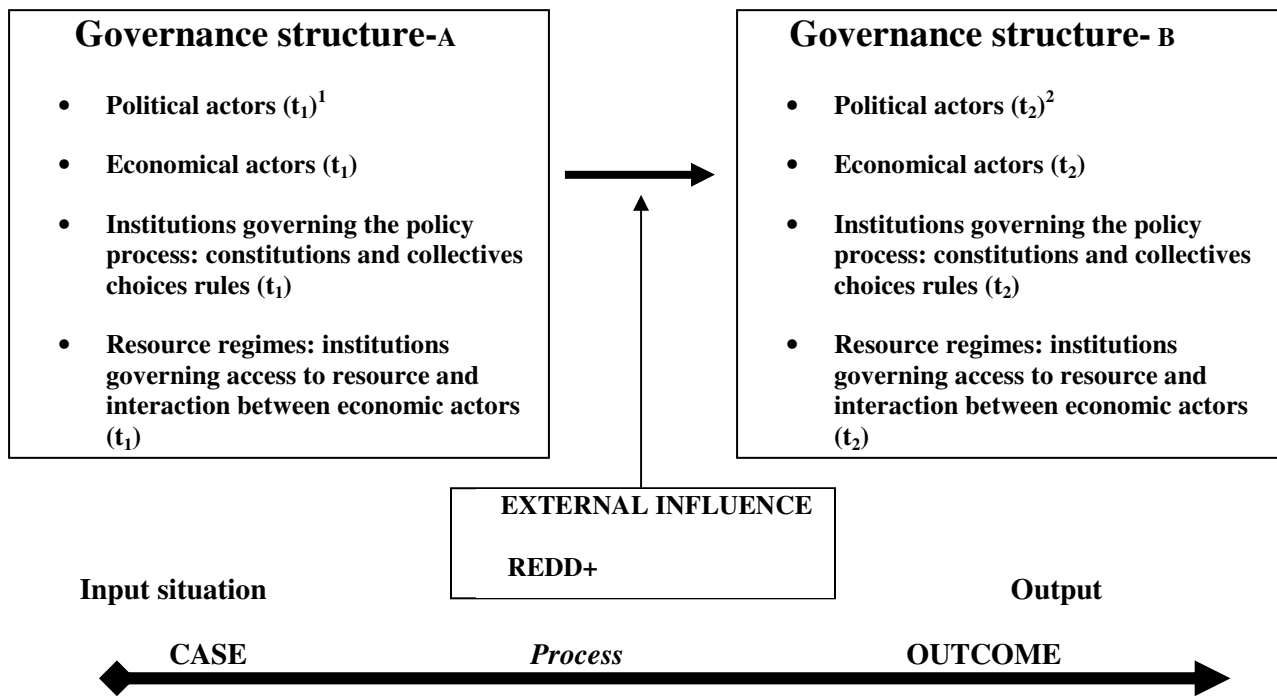 Governance structure-A
• Political actors (t1)1
• Economical actors (t1)
• Institutions governing the policy
process: constitutions and collectives
choices rules (t1)
• Resource regimes: institutions
governing access to resource and
interaction between economic actors
(t1)
Governance structure- B
• Political actors (t2)2
• Economical actors (t2)
• Institutions governing the policy
process: constitutions and collectives
choices rules (t2)
• Resource regimes: institutions
governing access to resource and
interaction between economic actors
(t2)
EXTERNAL INFLUENCE
REDD+
Input situation
Output
CASE
Process
OUTCOME